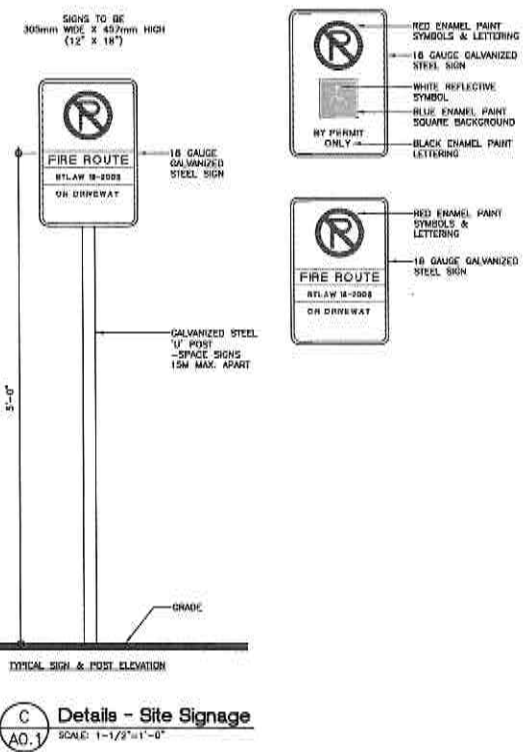 SIGNS TO BE
305mm WIDE X 457mm HIGH
(12" X 18")
P
FIRE ROUTE
BYLAW 18-2008
ON DRIVEWAY
18 GAUGE
GALVANIZED
STEEL SIGN
5'-0"
GALVANIZED STEEL
'U' POST
-SPACE SIGNS
15M MAX. APART
GRADE
TYPICAL SIGN & POST ELEVATION
P
BY PERMIT
ONLY
RED ENAMEL PAINT
SYMBOLS & LETTERING
18 GAUGE GALVANIZED
STEEL SIGN
WHITE REFLECTIVE
SYMBOL
BLUE ENAMEL PAINT
SQUARE BACKGROUND
BLACK ENAMEL PAINT
LETTERING
P
FIRE ROUTE
BYLAW 18-2008
ON DRIVEWAY
RED ENAMEL PAINT
SYMBOLS &
LETTERING
18 GAUGE GALVANIZED
STEEL SIGN
C
A0.1
Details - Site Signage
SCALE: 1-1/2"=1'-0"